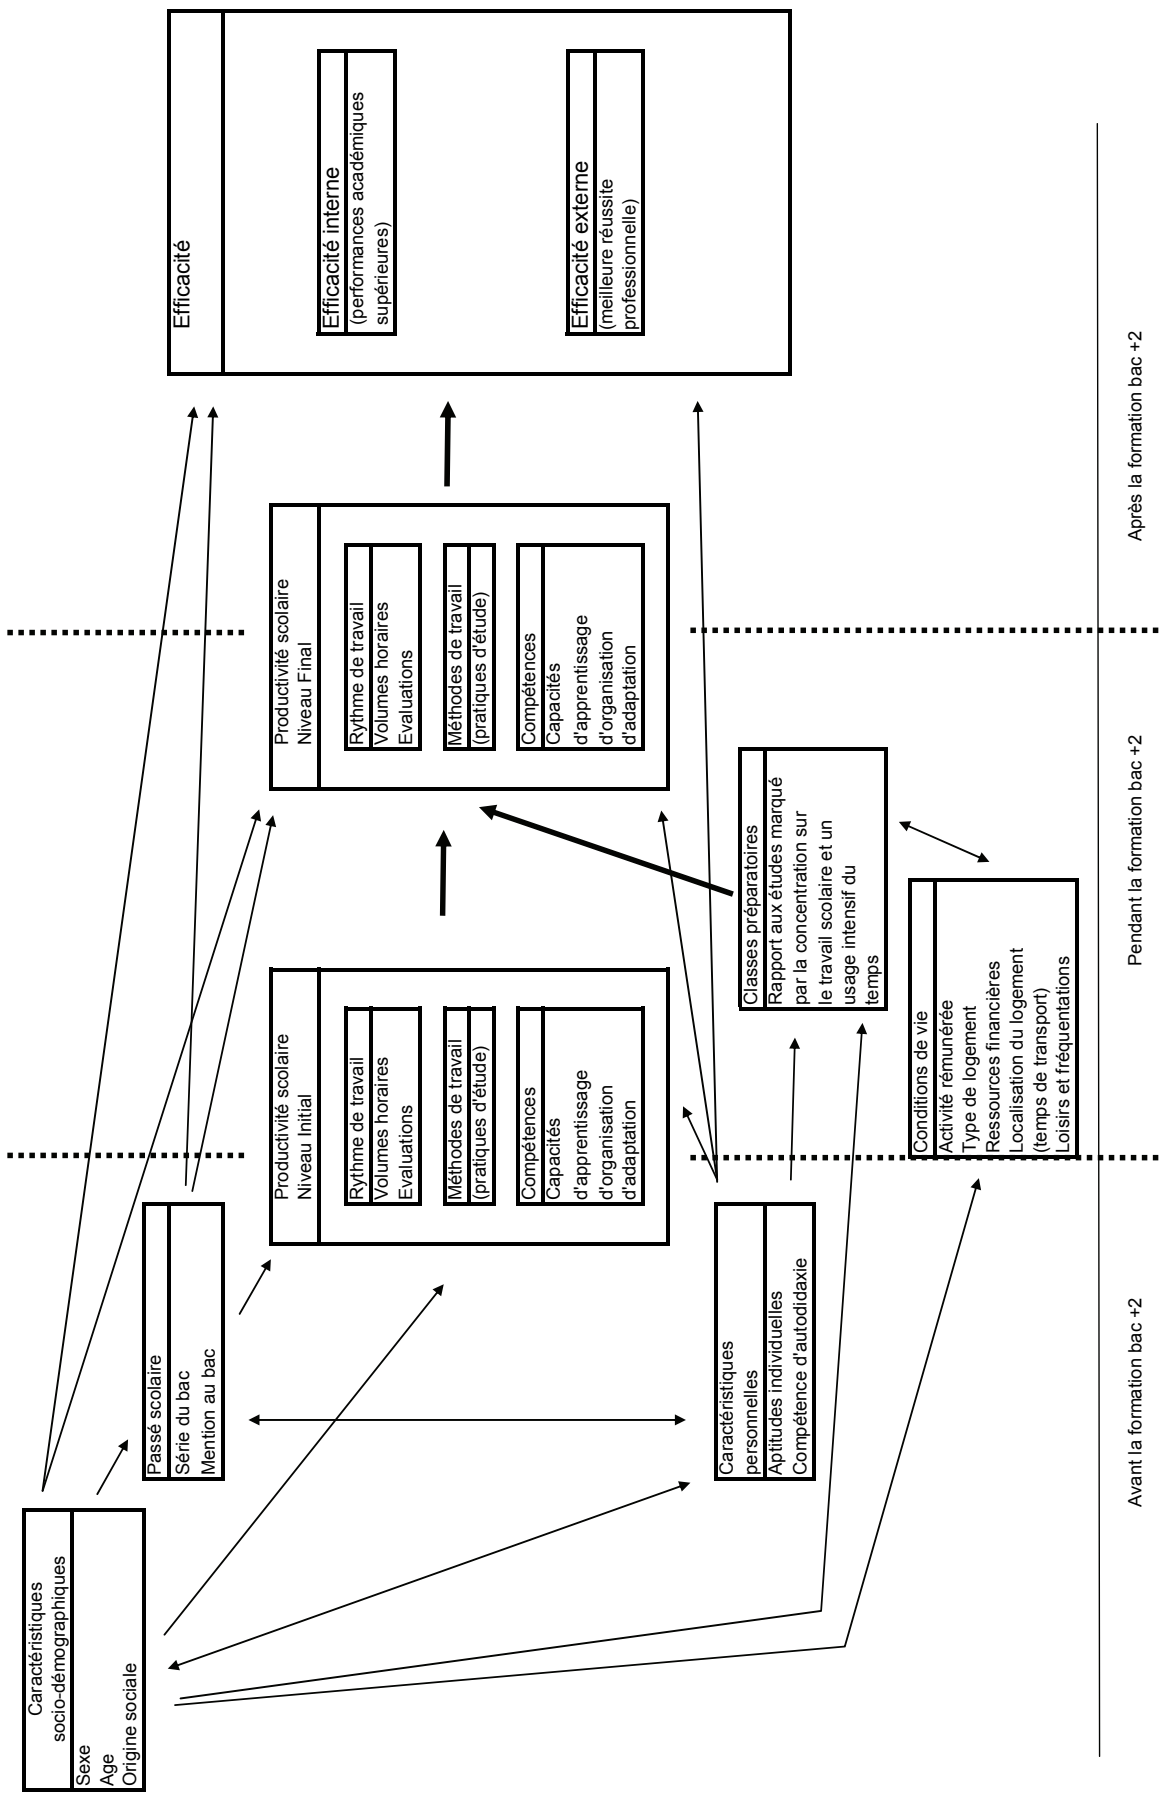 Caractéristiques
socio-démographiques
Sexe
Age
Origine sociale
Passé scolaire
Série du bac
Mention au bac
Caractéristiques
personnelles
Aptitudes individuelles
Compétence d'autodidaxie
Productivité scolaire
Niveau Initial
Rythme de travail
Volumes horaires
Evaluations
Méthodes de travail
(pratiques d'étude)
Compétences
Capacités
d'apprentissage
d'organisation
d'adaptation
Classes préparatoires
Rapport aux études marqué
par la concentration sur
le travail scolaire et un
usage intensif du
temps
Conditions de vie
Activité rémunérée
Type de logement
Ressources financières
Localisation du logement
(temps de transport)
Loisirs et fréquentations
Productivité scolaire
Niveau Final
Rythme de travail
Volumes horaires
Evaluations
Méthodes de travail
(pratiques d'étude)
Compétences
Capacités
d'apprentissage
d'organisation
d'adaptation
Efficacité
Efficacité interne
(performances académiques
supérieures)
Efficacité externe
(meilleure réussite
professionnelle)
Avant la formation bac +2
Pendant la formation bac +2
Après la formation bac +2